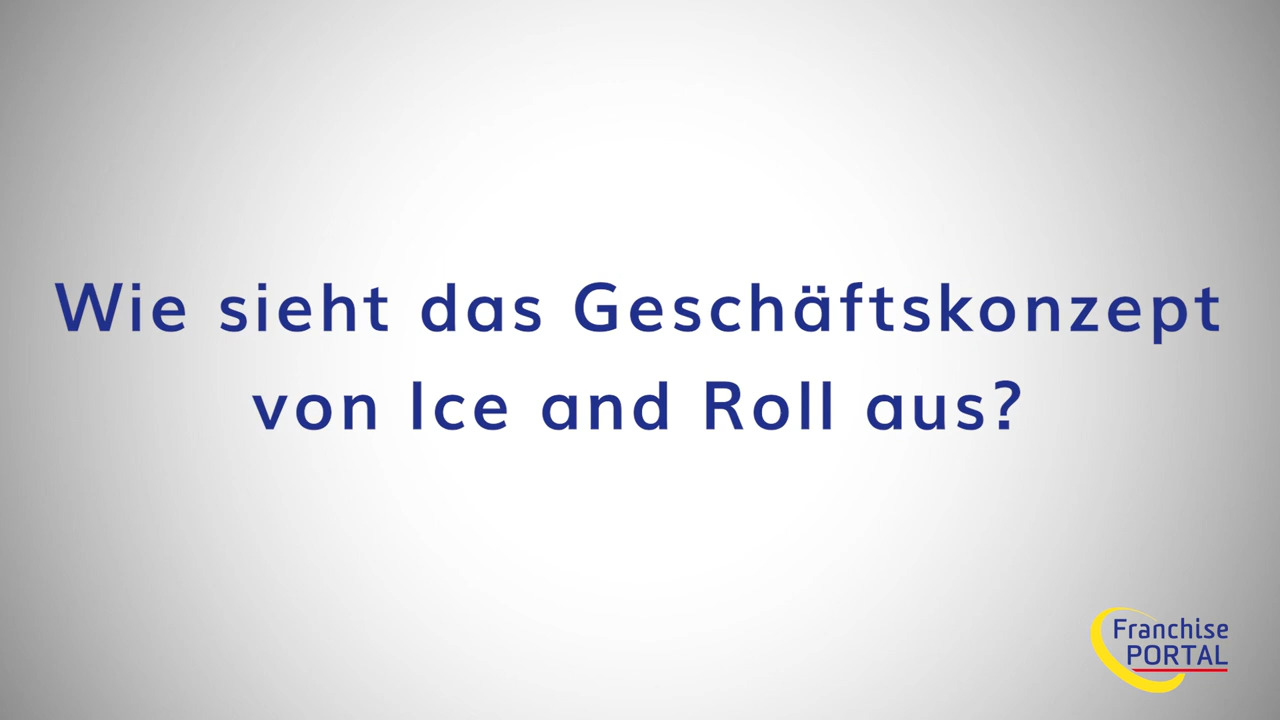 Wie sieht das Geschäftskonzept
von Ice and Roll aus?
Franchise
PORTAL